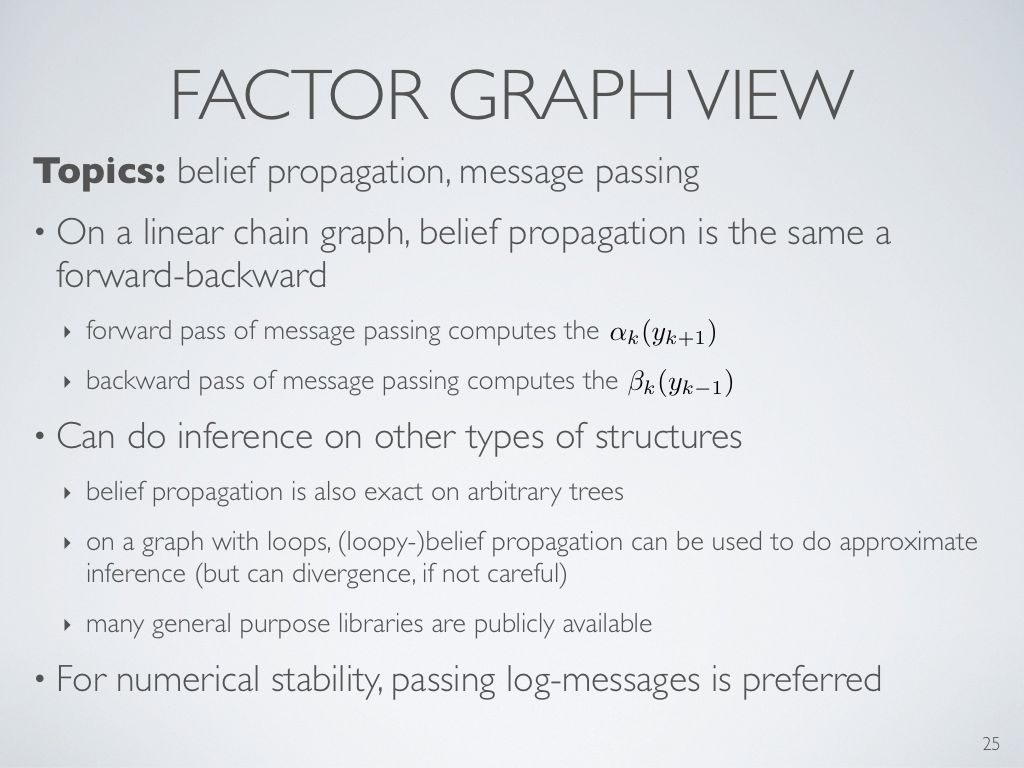 FACTOR GRAPH VIEW
Topics: belief propagation, message passing
• On a linear chain graph, belief propagation is the same a
forward-backward
‣ forward pass of message passing computes the αₖ(yₖ₊₁)
‣ backward pass of message passing computes the βₖ(yₖ₋₁)
• Can do inference on other types of structures
‣ belief propagation is also exact on arbitrary trees
‣ on a graph with loops, (loopy-)belief propagation can be used to do approximate
inference (but can divergence, if not careful)
‣ many general purpose libraries are publicly available
• For numerical stability, passing log-messages is preferred
25